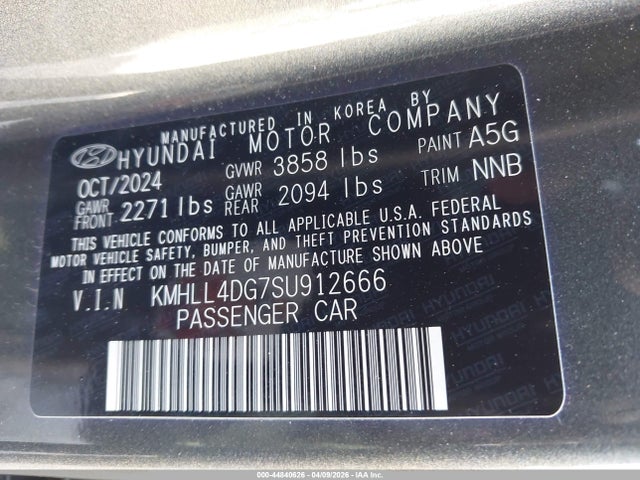 MANUFACTURED IN KOREA BY
HYUNDAI MOTOR COMPANY
OCT/2024 GVWR 3858 lbs PAINT A5G
GAWR FRONT 2271 lbs GAWR REAR 2094 lbs TRIM NNB
THIS VEHICLE CONFORMS TO ALL APPLICABLE U.S.A. FEDERAL
MOTOR VEHICLE SAFETY, BUMPER, AND THEFT PREVENTION STANDARDS
IN EFFECT ON THE DATE OF MANUFACTURE SHOWN ABOVE
V.I.N KMHLL4DG7SU912666
PASSENGER CAR
HYUNDAI
000-44840626 - 04/09/2026 - IAA Inc.